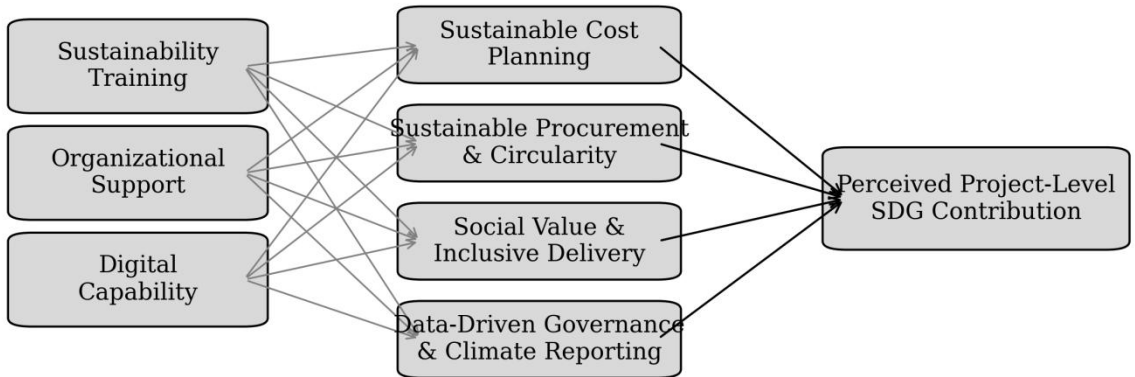 Sustainability
Training
Organizational
Support
Digital
Capability
Sustainable Cost
Planning
Sustainable Procurement
& Circularity
Social Value &
Inclusive Delivery
Data-Driven Governance
& Climate Reporting
Perceived Project-Level
SDG Contribution